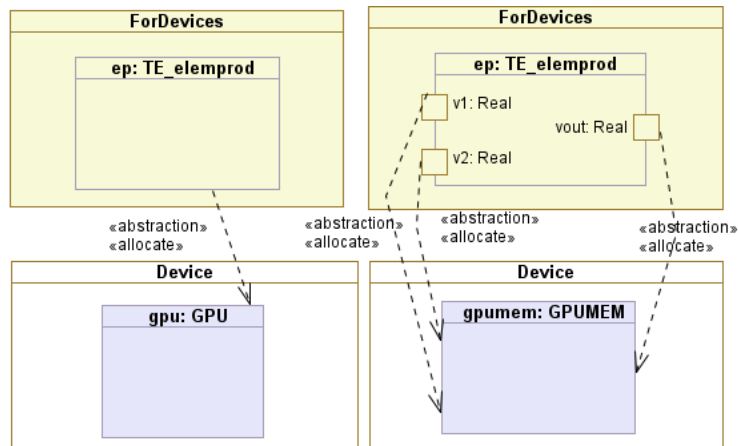 ForDevices
ep: TE_elemprod
«abstraction»
«allocate»
Device
gpu: GPU
ForDevices
ep: TE_elemprod
v1: Real
vout: Real
v2: Real
«abstraction»
«allocate»
«abstraction»
«allocate»
«abstraction»
«allocate»
Device
gpumem: GPUMEM